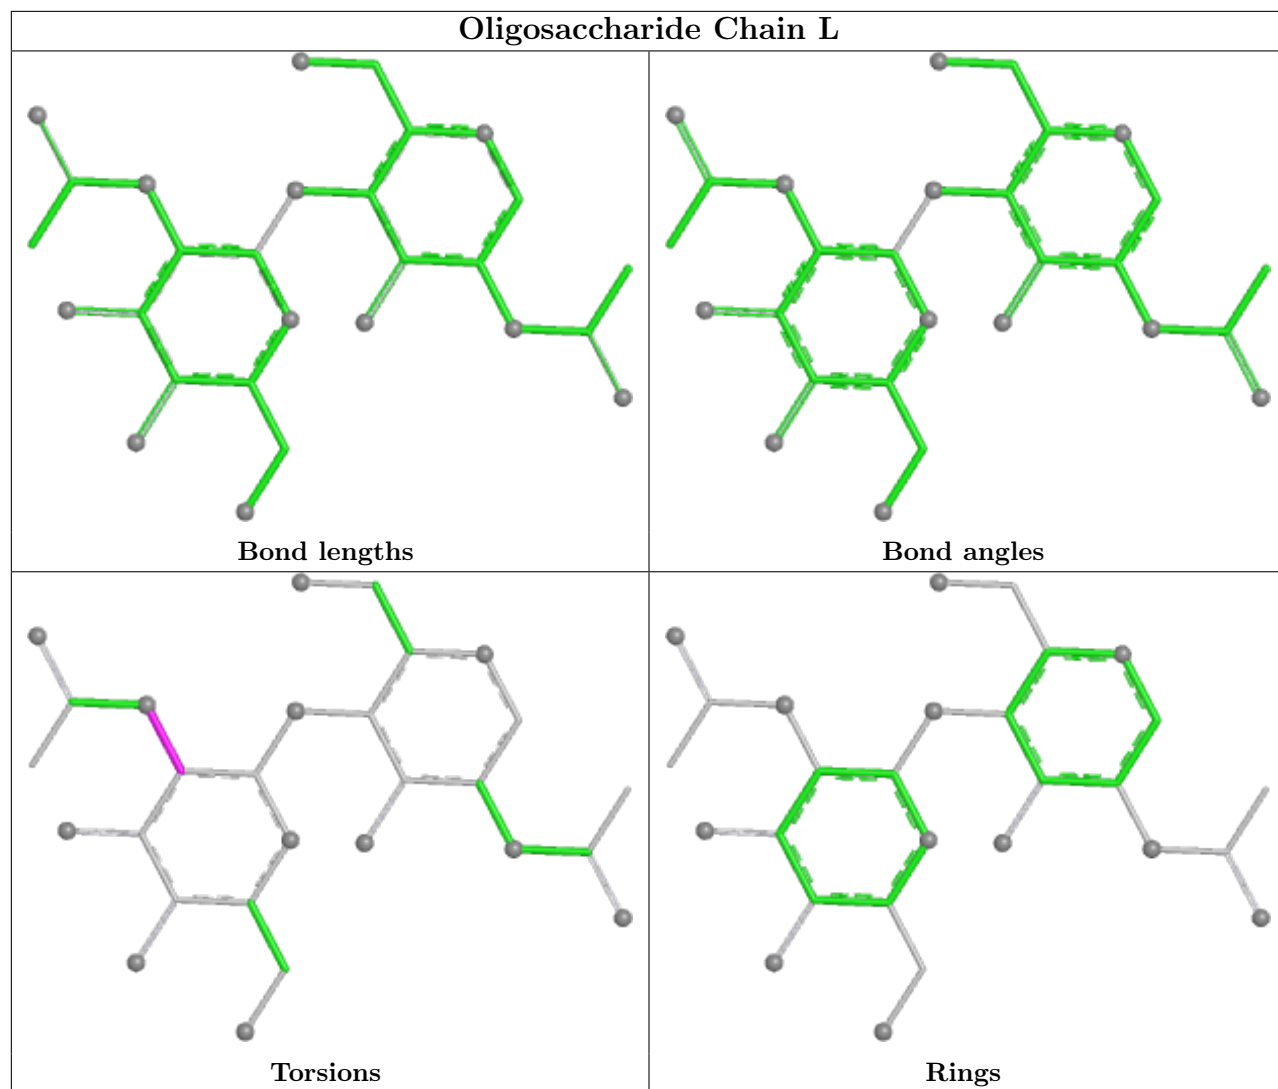 Oligosaccharide Chain L
Bond lengths
Bond angles
Torsions
Rings